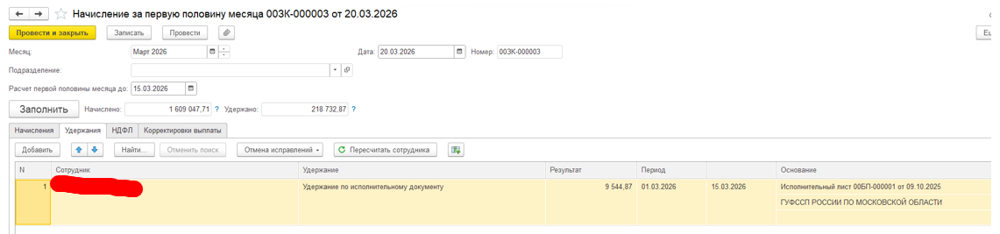 Начисление за первую половину месяца 00ЗК-000003 от 20.03.2026
Провести и закрыть Записать Провести
Месяц: Март 2026 Дата: 20.03.2026 Номер: 00ЗК-000003
Подразделение:
Расчет первой половины месяца до: 15.03.2026
Заполнить Начислено: 1 609 047,71 ? Удержано: 218 732,87 ?
Начисления Удержания НДФЛ Корректировки выплаты
Добавить Найти... Отменить поиск Отмена исправлений Пересчитать сотрудника
N Сотрудник Удержание Результат Период Основание
1 Удержание по исполнительному документу 9 544,87 01.03.2026 15.03.2026 Исполнительный лист 00БП-000001 от 09.10.2025
ГУФССП РОССИИ ПО МОСКОВСКОЙ ОБЛАСТИ